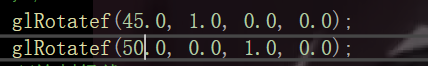 glRotatef(45.0, 1.0, 0.0, 0.0);
glRotatef(50.0, 0.0, 1.0, 0.0);